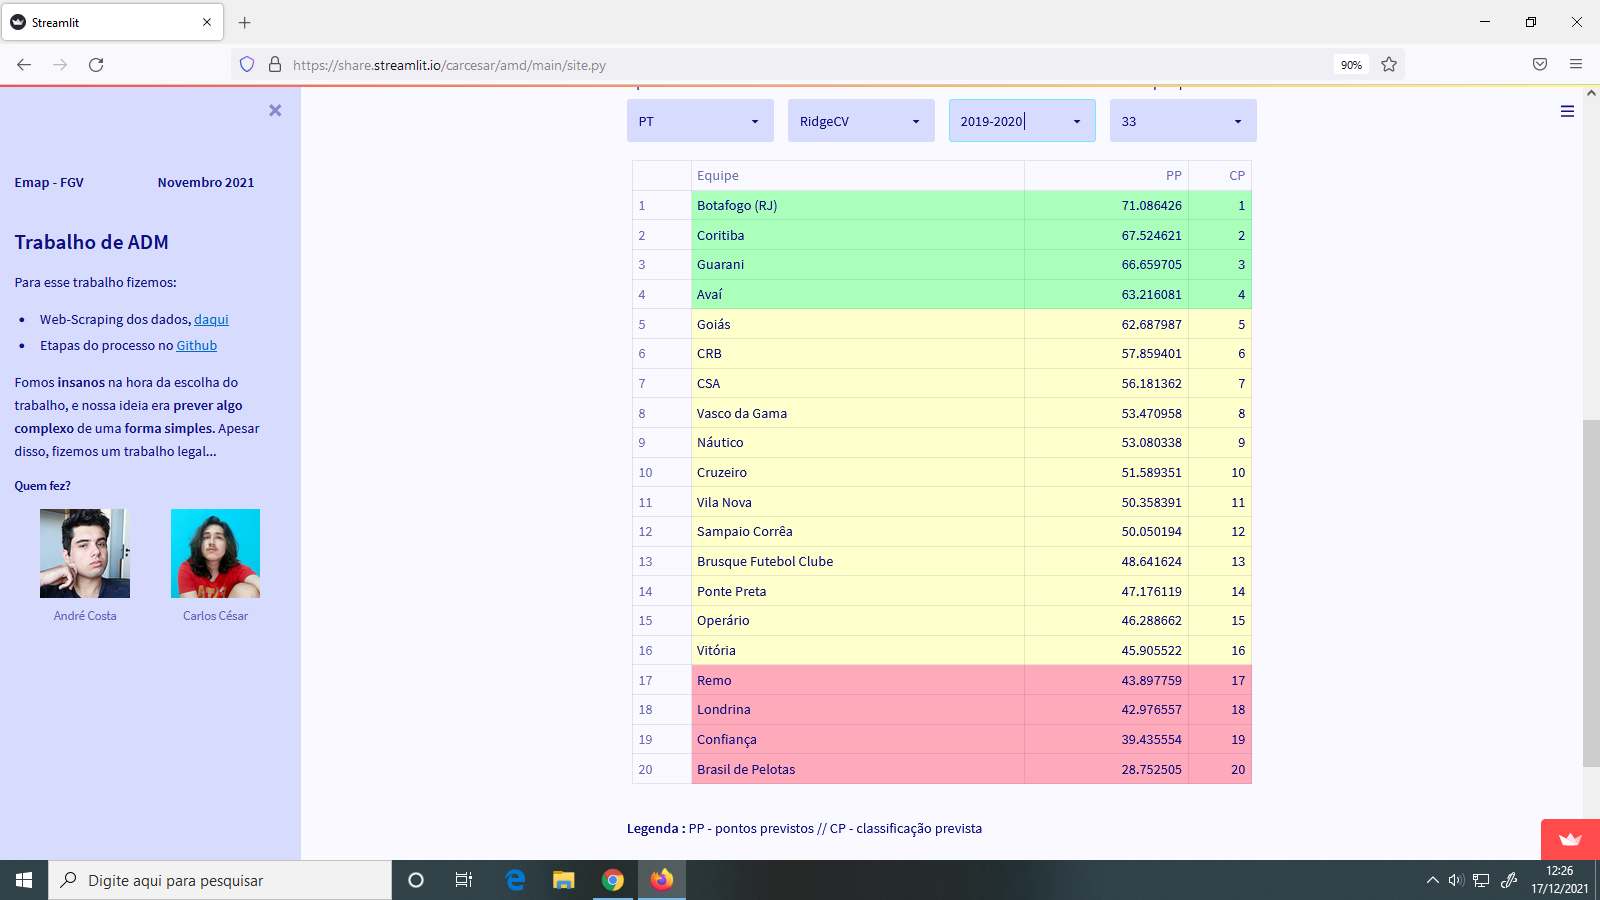 Streamlit
https://share.streamlit.io/carcesar/amd/main/site.py
90%
Emap - FGV Novembro 2021
Trabalho de ADM
Para esse trabalho fizemos:
• Web-Scraping dos dados, daqui
• Etapas do processo no Github
Fomos insanos na hora da escolha do
trabalho, e nossa ideia era prever algo
complexo de uma forma simples. Apesar
disso, fizemos um trabalho legal...
Quem fez?
André Costa Carlos César
PT RidgeCV 2019-2020 33
Equipe PP CP
1 Botafogo (RJ) 71.086426 1
2 Coritiba 67.524621 2
3 Guarani 66.659705 3
4 Avaí 63.216081 4
5 Goiás 62.687987 5
6 CRB 57.859401 6
7 CSA 56.181362 7
8 Vasco da Gama 53.470958 8
9 Náutico 53.080338 9
10 Cruzeiro 51.589351 10
11 Vila Nova 50.358391 11
12 Sampaio Corrêa 50.050194 12
13 Brusque Futebol Clube 48.641624 13
14 Ponte Preta 47.176119 14
15 Operário 46.288662 15
16 Vitória 45.905522 16
17 Remo 43.897759 17
18 Londrina 42.976557 18
19 Confiança 39.435554 19
20 Brasil de Pelotas 28.752505 20
Legenda : PP - pontos previstos // CP - classificação prevista
Digite aqui para pesquisar
12:26
17/12/2021